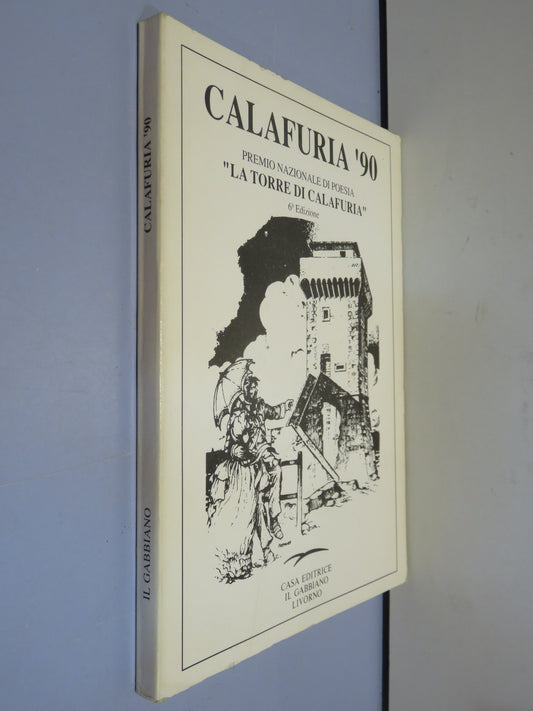 CALAFURIA '90
PREMIO NAZIONALE DI POESIA
"LA TORRE DI CALAFURIA"
6ª Edizione
CASA EDITRICE
IL GABBIANO
LIVORNO
CALAFURIA '90
IL GABBIANO